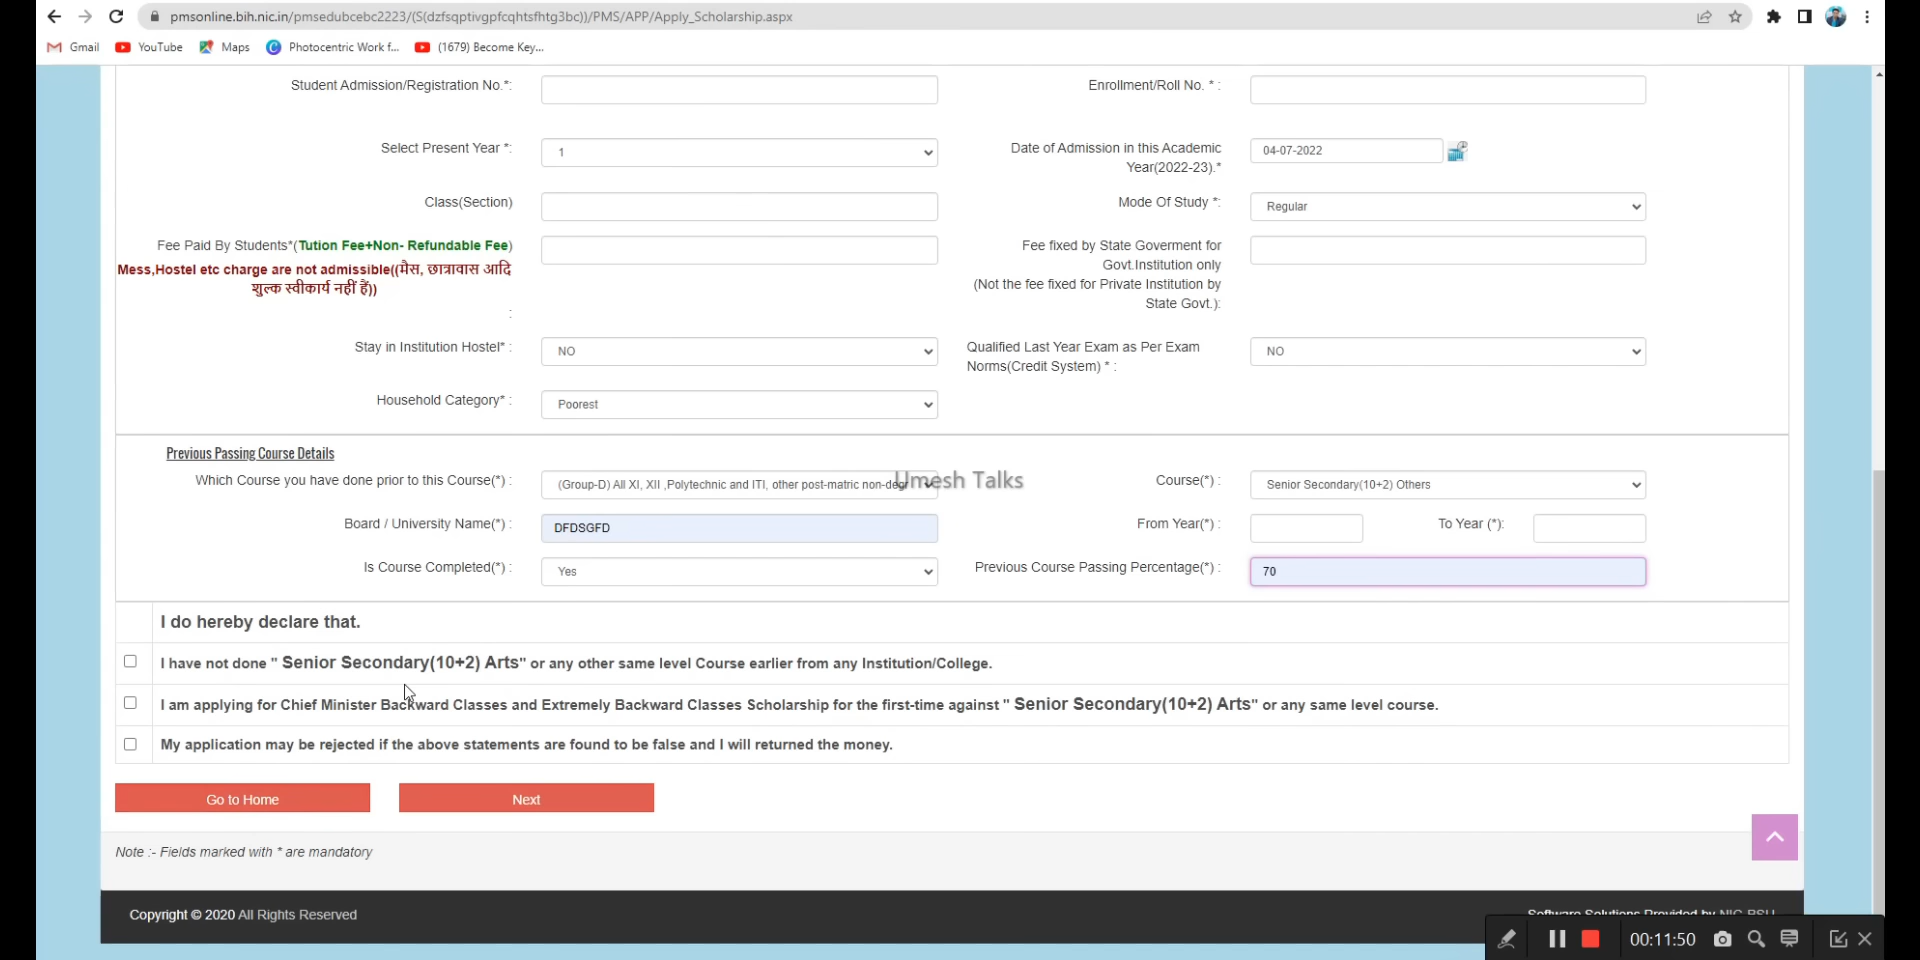 pmsonline.bih.nic.in/pmsedubcebc2223/(S(dzfsqptivgpfcqhtsfhtg3bc))/PMS/APP/Apply_Scholarship.aspx
Gmail YouTube Maps Photocentric Work f... (1679) Become Key...
Student Admission/Registration No.*:
Enrollment/Roll No. * :
Select Present Year *: 1
Date of Admission in this Academic Year(2022-23).* 04-07-2022
Class(Section)
Mode Of Study *: Regular
Fee Paid By Students*(Tution Fee+Non- Refundable Fee)
Mess,Hostel etc charge are not admissible((मैस, छात्रावास आदि
शुल्क स्वीकार्य नहीं हैं))
:
Fee fixed by State Goverment for
Govt.Institution only
(Not the fee fixed for Private Institution by
State Govt.):
Stay in Institution Hostel* : NO
Qualified Last Year Exam as Per Exam
Norms(Credit System) * : NO
Household Category* : Poorest
Previous Passing Course Details
Which Course you have done prior to this Course(*) : (Group-D) All XI, XII ,Polytechnic and ITI, other post-matric non-degr
Umesh Talks
Course(*) : Senior Secondary(10+2) Others
Board / University Name(*) : DFDSGFD
From Year(*) : To Year (*):
Is Course Completed(*) : Yes
Previous Course Passing Percentage(*) : 70
I do hereby declare that.
I have not done " Senior Secondary(10+2) Arts" or any other same level Course earlier from any Institution/College.
I am applying for Chief Minister Backward Classes and Extremely Backward Classes Scholarship for the first-time against " Senior Secondary(10+2) Arts" or any same level course.
My application may be rejected if the above statements are found to be false and I will returned the money.
Go to Home Next
Note :- Fields marked with * are mandatory
Copyright © 2020 All Rights Reserved
Software Solutions Provided by NIC-BSU
00:11:50